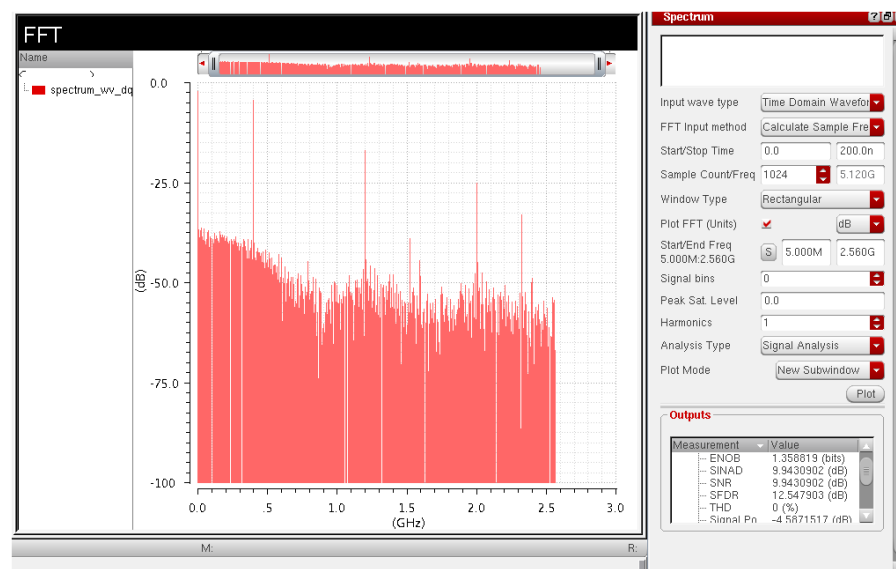 FFT
Name
spectrum_wv_dq
0.0
-25.0
-50.0
-75.0
-100
(dB)
0.0 .5 1.0 1.5 2.0 2.5 3.0
(GHz)
M: R:
Spectrum
Input wave type Time Domain Wavefor
FFT Input method Calculate Sample Fre
Start/Stop Time 0.0 200.0n
Sample Count/Freq 1024 5.120G
Window Type Rectangular
Plot FFT (Units) dB
Start/End Freq
5.000M:2.560G S 5.000M 2.560G
Signal bins 0
Peak Sat. Level 0.0
Harmonics 1
Analysis Type Signal Analysis
Plot Mode New Subwindow
Plot
Outputs
Measurement Value
ENOB 1.358819 (bits)
SINAD 9.9430902 (dB)
SNR 9.9430902 (dB)
SFDR 12.547903 (dB)
THD 0 (%)
Signal Po -4.5871517 (dB)